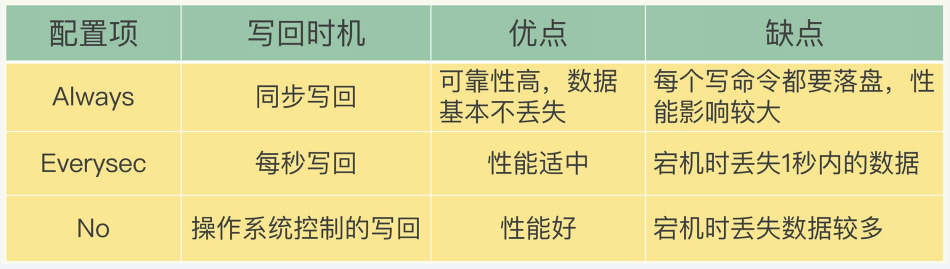 配置项 写回时机 优点 缺点
Always 同步写回 可靠性高，数据基本不丢失 每个写命令都要落盘，性能影响较大
Everysec 每秒写回 性能适中 宕机时丢失1秒内的数据
No 操作系统控制的写回 性能好 宕机时丢失数据较多